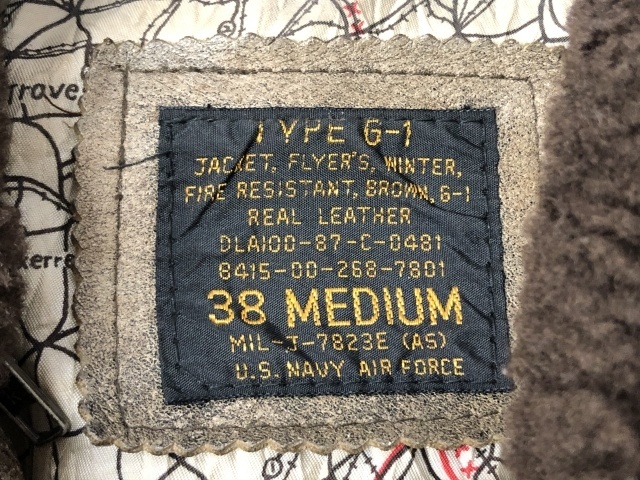 TYPE G-1
JACKET, FLYER'S, WINTER,
FIRE RESISTANT, BROWN, G-1
REAL LEATHER
DLA100-87-C-0481
8415-00-268-7801
38 MEDIUM
MIL-J-7823E (AS)
U.S. NAVY AIR FORCE